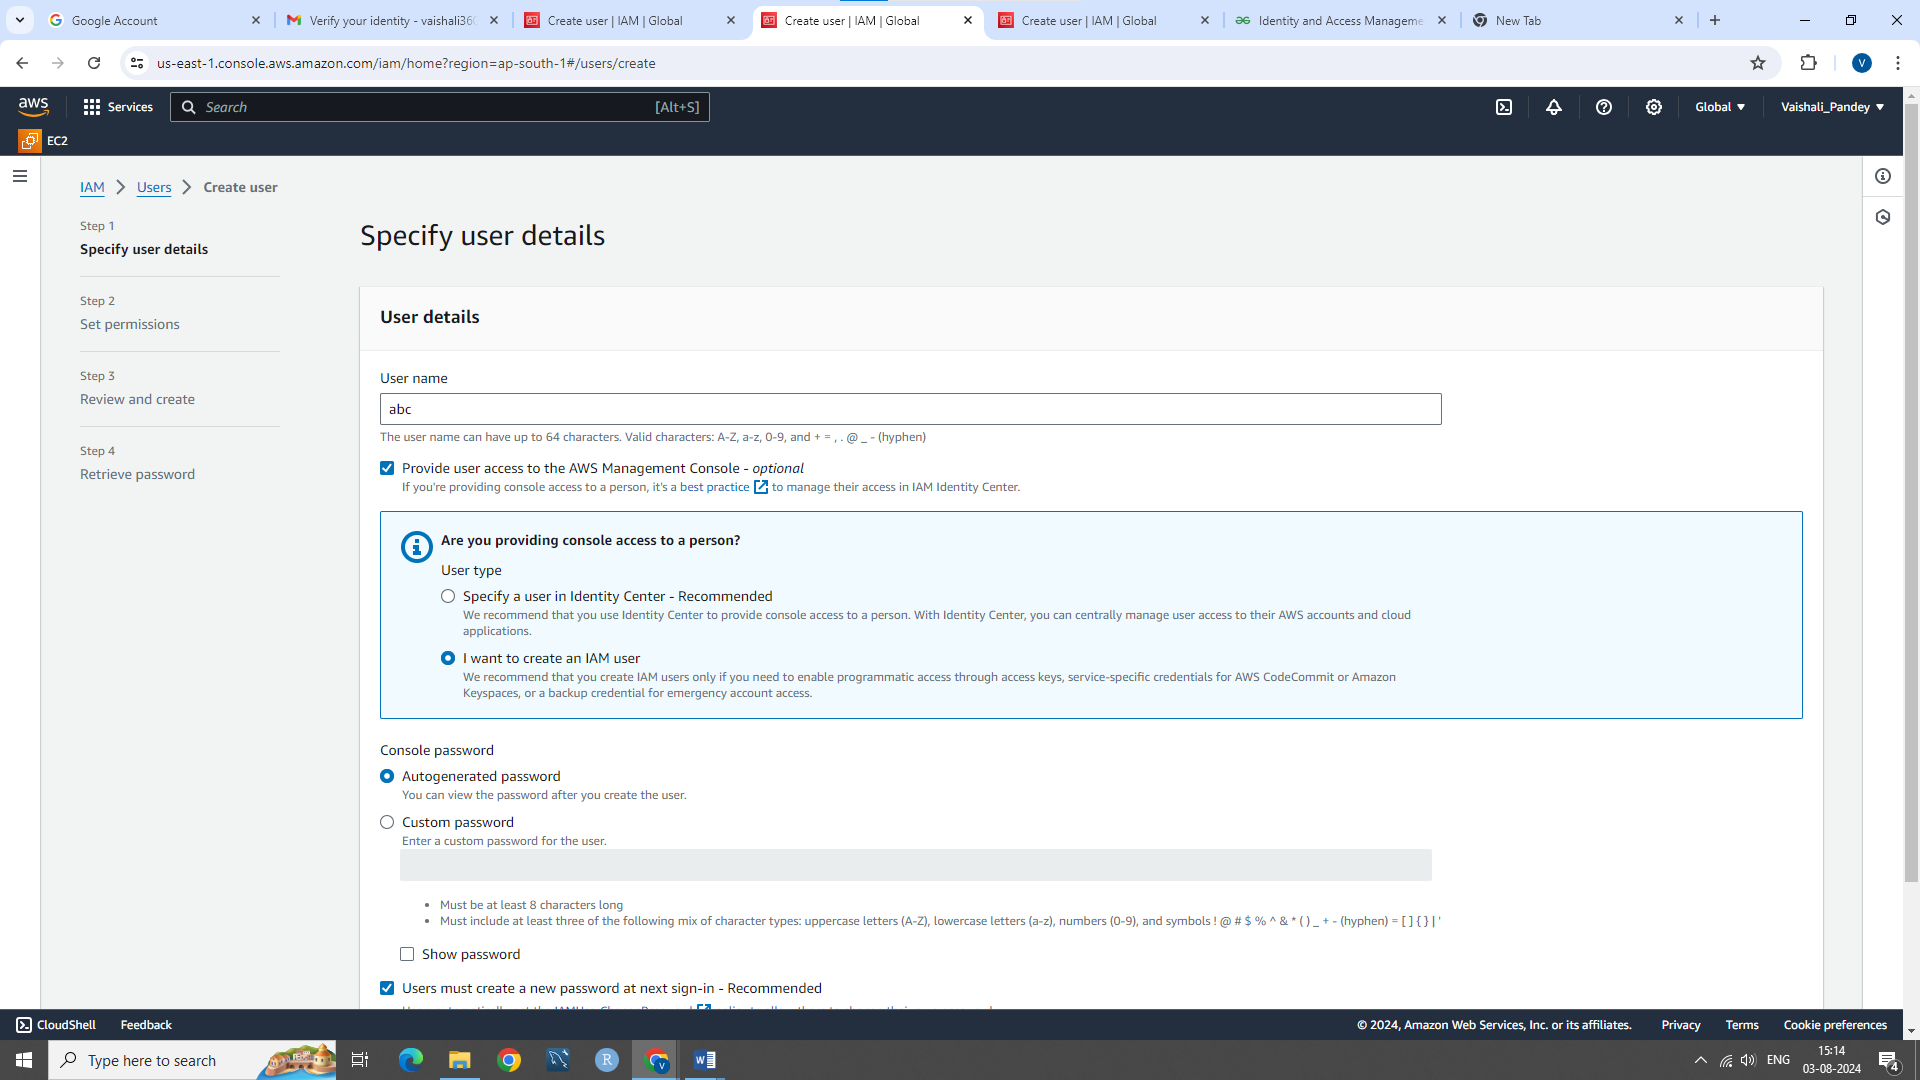 Google Account
Verify your identity - vaishali36
Create user | IAM | Global
Create user | IAM | Global
Create user | IAM | Global
Identity and Access Manageme
New Tab
us-east-1.console.aws.amazon.com/iam/home?region=ap-south-1#/users/create
V
aws
Services
Search
[Alt+S]
Global
Vaishali_Pandey
EC2
IAM
Users
Create user
Step 1
Specify user details
Step 2
Set permissions
Step 3
Review and create
Step 4
Retrieve password
Specify user details
User details
User name
abc
The user name can have up to 64 characters. Valid characters: A-Z, a-z, 0-9, and + = , . @ _ - (hyphen)
Provide user access to the AWS Management Console - optional
If you're providing console access to a person, it's a best practice to manage their access in IAM Identity Center.
Are you providing console access to a person?
User type
Specify a user in Identity Center - Recommended
We recommend that you use Identity Center to provide console access to a person. With Identity Center, you can centrally manage user access to their AWS accounts and cloud
applications.
I want to create an IAM user
We recommend that you create IAM users only if you need to enable programmatic access through access keys, service-specific credentials for AWS CodeCommit or Amazon
Keyspaces, or a backup credential for emergency account access.
Console password
Autogenerated password
You can view the password after you create the user.
Custom password
Enter a custom password for the user.
Must be at least 8 characters long
Must include at least three of the following mix of character types: uppercase letters (A-Z), lowercase letters (a-z), numbers (0-9), and symbols ! @ # $ % ^ & * ( ) _ + - (hyphen) = [ ] { } | '
Show password
Users must create a new password at next sign-in - Recommended
CloudShell
Feedback
© 2024, Amazon Web Services, Inc. or its affiliates.
Privacy
Terms
Cookie preferences
Type here to search
R
V
W
ENG
15:14
03-08-2024
4